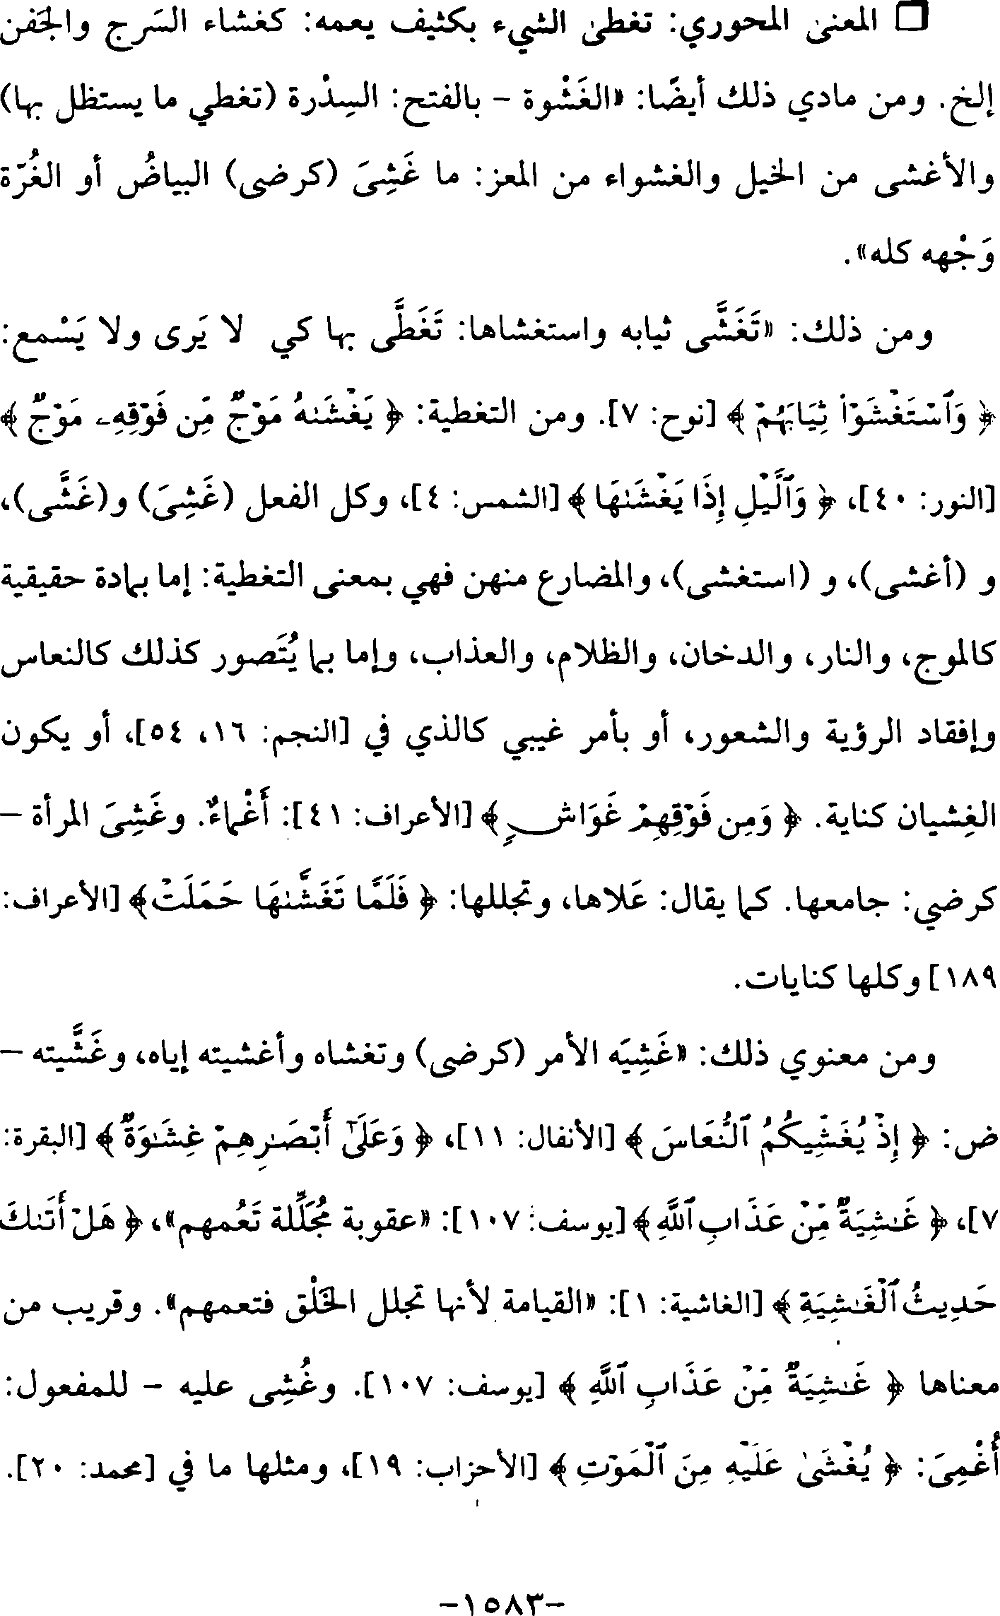 □ المعنى المحوري: تغطى الشيء بكثيف يعمه: كغشاء السَرج والجَفن
إلخ. ومن مادي ذلك أيضًا: «الغَشْوة - بالفتح: السِدْرة (تغطي ما يستظل بها)
والأغشى من الخيل والغشواء من المعز: ما غَشِىَ (كرضى) البياضُ أو الغُرّة
وَجْهه كله».
ومن ذلك: «تَغَشَّى ثيابه واستغشاها: تَغَطَّى بها كي لا يَرى ولا يَسْمع:
﴿ وَٱسْتَغْشَوْا۟ ثِيَابَهُمْ ﴾ [نوح: ٧]. ومن التغطية: ﴿ يَغْشَىٰهُ مَوْجٌ مِّن فَوْقِهِۦ مَوْجٌ ﴾
[النور: ٤٠]، ﴿ وَٱلَّيْلِ إِذَا يَغْشَىٰهَا ﴾ [الشمس: ٤]، وكل الفعل (غَشِىَ) و(غَشَّى)،
و (أغشى)، و (استغشى)، والمضارع منهن فهي بمعنى التغطية: إما بمادة حقيقية
كالموج، والنار، والدخان، والظلام، والعذاب، وإما بما يُتَصور كذلك كالنعاس
وإفقاد الرؤية والشعور، أو بأمر غيبي كالذي في [النجم: ١٦، ٥٤]، أو يكون
الغِشيان كناية. ﴿ وَمِن فَوْقِهِمْ غَوَاشٍ ﴾ [الأعراف: ٤١]: أَغْماءٌ. وغَشِىَ المرأة –
كرضي: جامعها. كما يقال: عَلاها، وتجللها: ﴿ فَلَمَّا تَغَشَّىٰهَا حَمَلَتْ﴾ [الأعراف:
١٨٩] وكلها كنايات.
ومن معنوي ذلك: «غَشِيَه الأمر (كرضى) وتغشاه وأغشيته إياه، وغَشَّيته –
ض: ﴿ إِذْ يُغَشِّيكُمُ ٱلنُّعَاسَ ﴾ [الأنفال: ١١]، ﴿ وَعَلَىٰٓ أَبْصَٰرِهِمْ غِشَٰوَةٌ ﴾ [البقرة:
٧]، ﴿ غَٰشِيَةٌ مِّنْ عَذَابِ ٱللَّهِ ﴾ [يوسف: ١٠٧]: «عقوبة مُجَلِّلة تَعُمهم»، ﴿ هَلْ أَتَىٰكَ
حَدِيثُ ٱلْغَٰشِيَةِ ﴾ [الغاشية: ١]: «القيامة لأنها تجلل الخَلْق فتعمهم». وقريب من
معناها ﴿ غَٰشِيَةٌ مِّنْ عَذَابِ ٱللَّهِ ﴾ [يوسف: ١٠٧]. وغُشِى عليه – للمفعول:
أُغْمِىَ: ﴿ يُغْشَىٰ عَلَيْهِ مِنَ ٱلْمَوْتِ ﴾ [الأحزاب: ١٩]، ومثلها ما في [محمد: ٢٠].
-١٥٨٣-